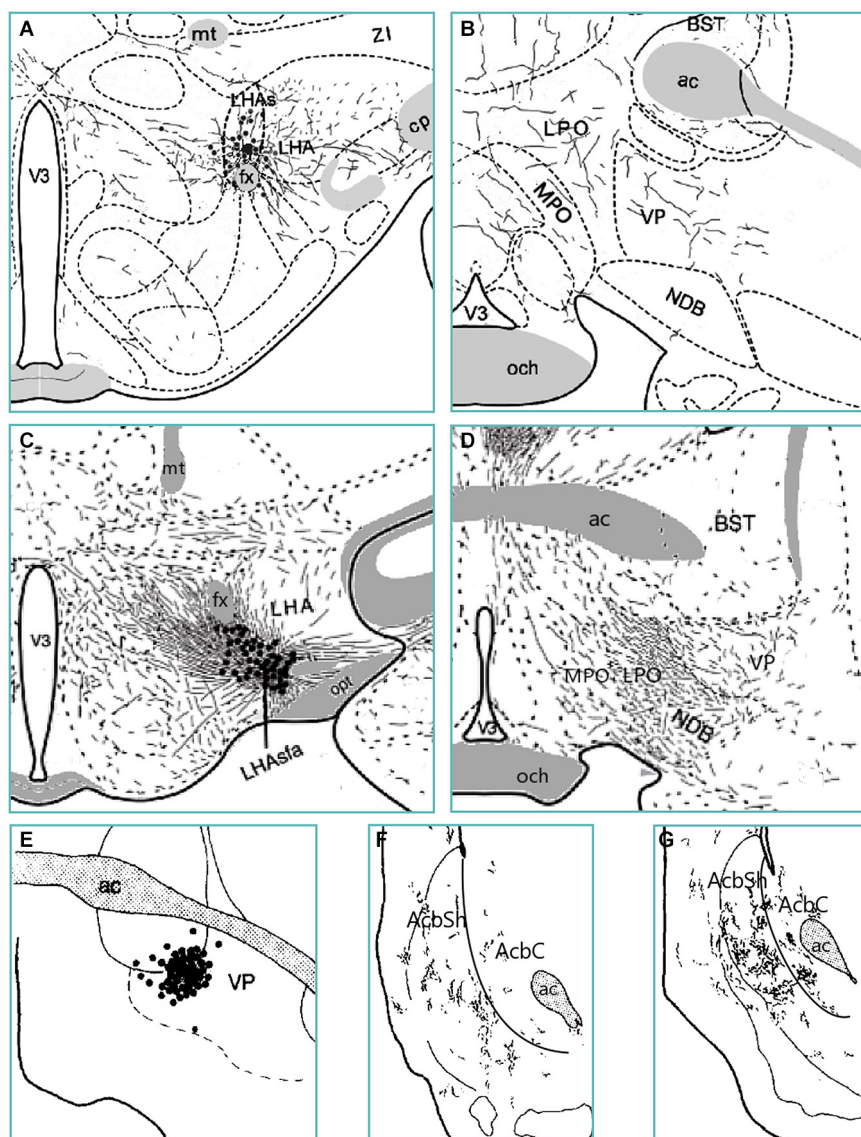 A
mt
ZI
LHAs
cp
LHA
V3
fx
B
BST
ac
LPO
MPO
VP
NDB
V3
och
C
mt
fx
LHA
V3
opt
LHAsfa
D
ac
BST
VP
MPO LPO
NDB
V3
och
E
ac
VP
F
AcbSh
AcbC
ac
G
AcbSh
AcbC
ac